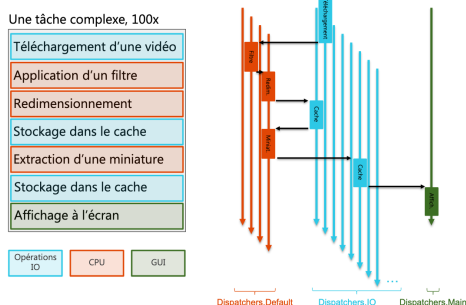 Une tâche complexe, 100x
Téléchargement d'une vidéo
Application d'un filtre
Redimensionnement
Stockage dans le cache
Extraction d'une miniature
Stockage dans le cache
Affichage à l'écran
Opérations
IO
CPU
GUI
Téléchargement
Filtre
Redim.
Cache
Miniat.
Cache
Affich.
...
Dispatchers.Default
Dispatchers.IO
Dispatchers.Main